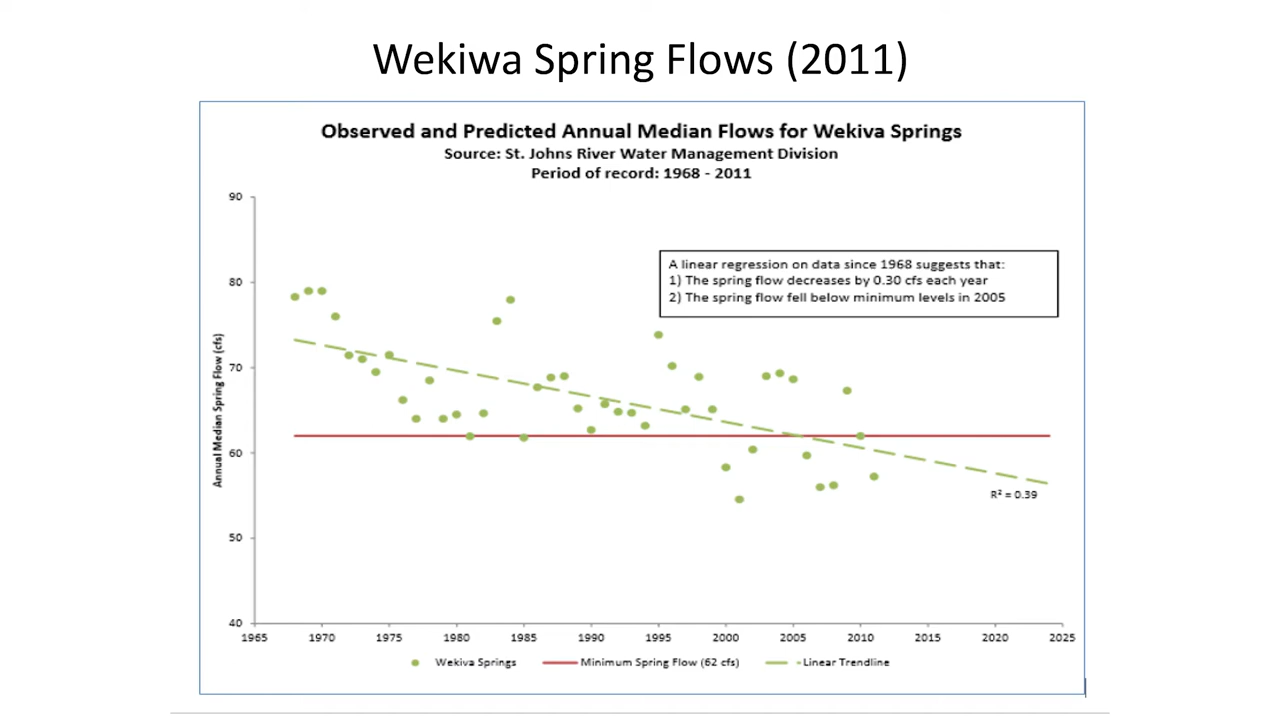 Wekiwa Spring Flows (2011)
Observed and Predicted Annual Median Flows for Wekiva Springs
Source: St. Johns River Water Management Division
Period of record: 1968 - 2011
A linear regression on data since 1968 suggests that:
1) The spring flow decreases by 0.30 cfs each year
2) The spring flow fell below minimum levels in 2005
Annual Median Spring Flow (cfs)
90
80
70
60
50
40
R² = 0.39
1965 1970 1975 1980 1985 1990 1995 2000 2005 2010 2015 2020 2025
Wekiva Springs Minimum Spring Flow (62 cfs) Linear Trendline